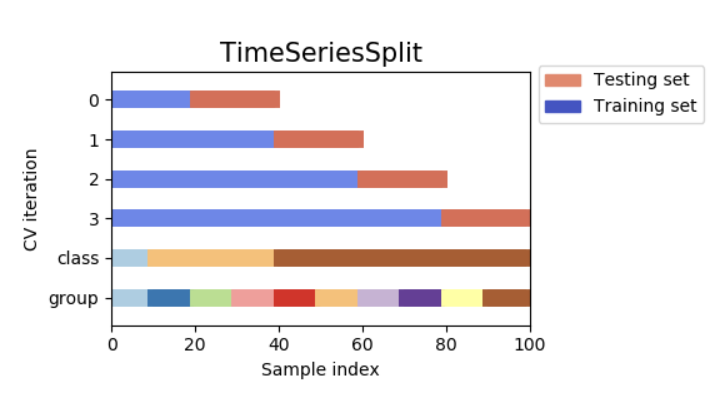 TimeSeriesSplit
Testing set
Training set
0
1
2
3
class
group
CV iteration
0 20 40 60 80 100
Sample index